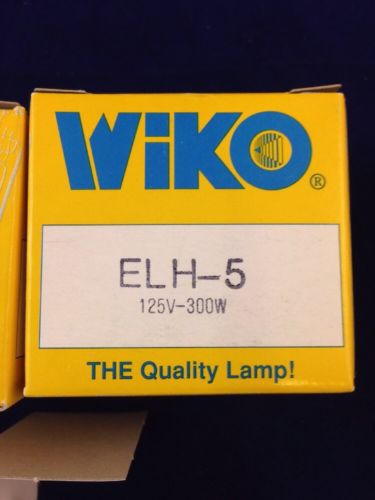 WiKO®
ELH-5
125V-300W
THE Quality Lamp!